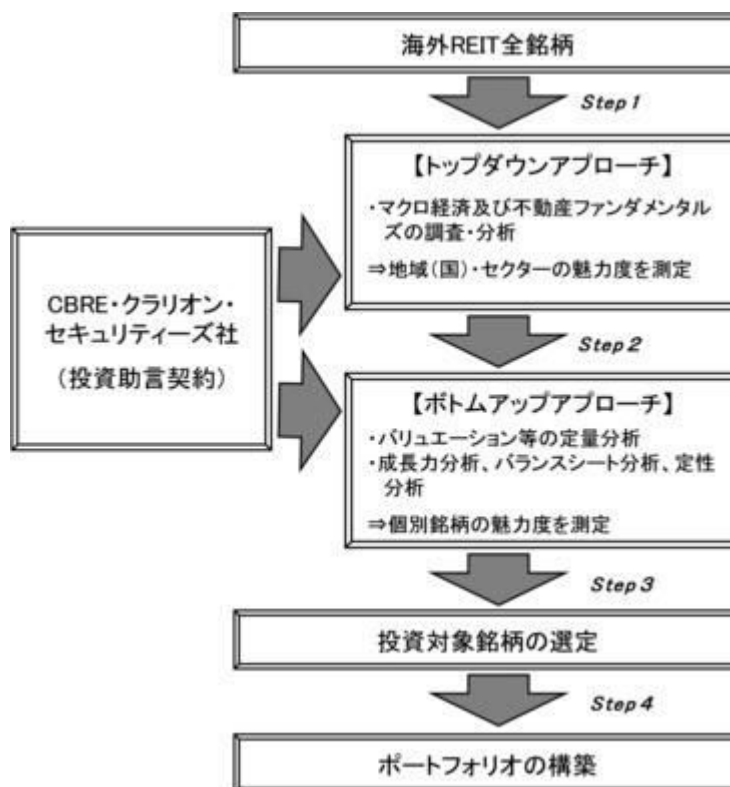 海外REIT全銘柄
Step1
【トップダウンアプローチ】
・マクロ経済及び不動産ファンダメンタル
ズの調査・分析
⇒地域(国)・セクターの魅力度を測定
CBRE・クラリオン・
セキュリティーズ社
(投資助言契約)
Step2
【ボトムアップアプローチ】
・バリュエーション等の定量分析
・成長力分析、バランスシート分析、定性
分析
⇒個別銘柄の魅力度を測定
Step3
投資対象銘柄の選定
Step4
ポートフォリオの構築